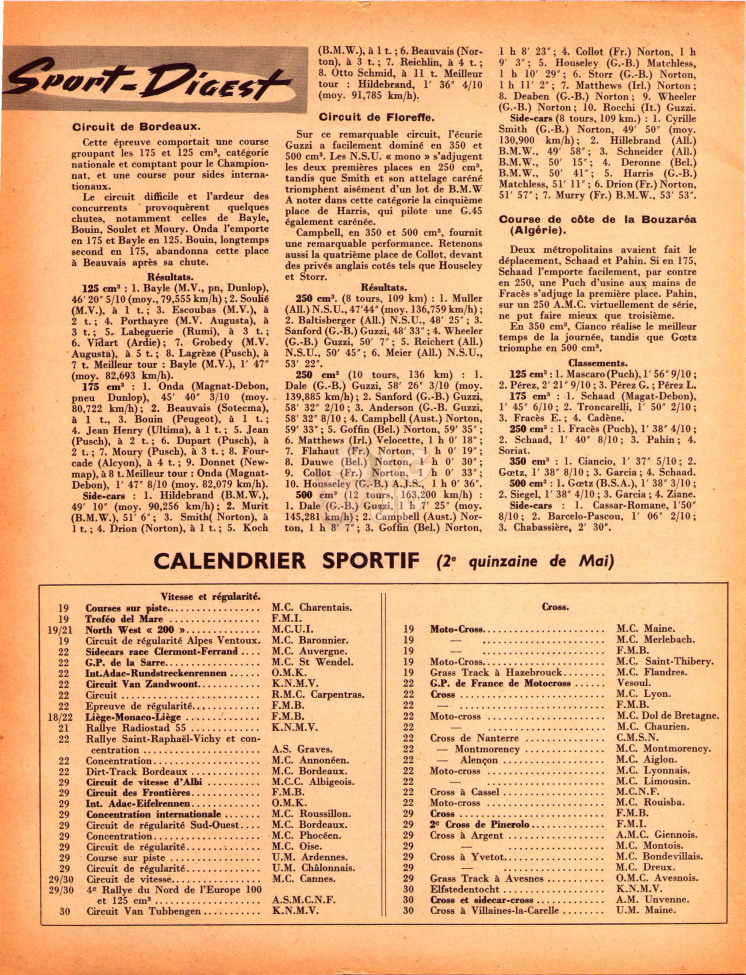 Sport-Digest
Circuit de Bordeaux.
Cette épreuve comportait une course
groupant les 175 et 125 cm³, catégorie
nationale et comptant pour le Champion-
nat, et une course pour sides interna-
tionaux.
Le circuit difficile et l'ardeur des
concurrents provoquèrent quelques
chutes, notamment celles de Bayle,
Bouin, Soulet et Moury. Onda l'emporte
en 175 et Bayle en 125. Bouin, longtemps
second en 175, abandonna cette place
à Beauvais après sa chute.
Résultats.
125 cm³ : 1. Bayle (M.V., pn, Dunlop),
46' 20" 5/10 (moy., 79,555 km/h) ; 2. Soulié
(M.V.), à 1 t. ; 3. Escoubas (M.V.), à
2 t. ; 4. Porthayre (M.V. Augusta), à
3 t. ; 5. Labeguerie (Rumi), à 3 t. ;
6. Vidart (Ardie) ; 7. Grobedy (M.V.
Augusta), à 5 t. ; 8. Lagrèze (Pusch), à
7 t. Meilleur tour : Bayle (M.V.), 1' 47"
(moy. 82,693 km/h).
175 cm³ : 1. Onda (Magnat-Debon,
pneu Dunlop), 45' 40" 3/10 (moy.
80,722 km/h) ; 2. Beauvais (Sotecma),
à 1 t., 3. Bouin (Peugeot), à 1 t. ;
4. Jean Henry (Ultima), à 1 t. ; 5. Jean
(Pusch), à 2 t. ; 6. Dupart (Pusch), à
2 t. ; 7. Moury (Pusch), à 3 t. ; 8. Four-
cade (Alcyon), à 4 t. ; 9. Donnet (New-
map), à 8 t. Meilleur tour : Onda (Magnat-
Debon), 1' 47" 8/10 (moy. 82,079 km/h).
Side-cars : 1. Hildebrand (B.M.W.),
49' 10" (moy. 90,256 km/h) ; 2. Murit
(B.M.W.), 51' 6" ; 3. Smith( Norton), à
1 t. ; 4. Drion (Norton), à 1 t. ; 5. Koch
(B.M.W.), à 1 t. ; 6. Beauvais (Nor-
ton), à 3 t. ; 7. Reichlin, à 4 t. ;
8. Otto Schmid, à 11 t. Meilleur
tour : Hildebrand, 1' 36" 4/10
(moy. 91,785 km/h).
Circuit de Floreffe.
Sur ce remarquable circuit, l'écurie
Guzzi a facilement dominé en 350 et
500 cm³. Les N.S.U. « mono » s'adjugent
les deux premières places en 250 cm³,
tandis que Smith et son attelage caréné
triomphent aisément d'un lot de B.M.W
A noter dans cette catégorie la cinquième
place de Harris, qui pilote une G.45
également carénée.
Campbell, en 350 et 500 cm³, fournit
une remarquable performance. Retenons
aussi la quatrième place de Collot, devant
des privés anglais cotés tels que Houseley
et Storr.
Résultats.
250 cm³. (8 tours, 109 km) : 1. Muller
(All.) N.S.U., 47'44" (moy. 136,759 km/h) ;
2. Baltisberger (All.) N.S.U., 48' 25" ; 3.
Sanford (G.-B.) Guzzi, 48' 33" ; 4. Wheeler
(G.-B.) Guzzi, 50' 7" ; 5. Reichert (All.)
N.S.U., 50' 45" ; 6. Meier (All.) N.S.U.,
53' 22".
250 cm³ (10 tours, 136 km) : 1.
Dale (G.-B.) Guzzi, 58' 26" 3/10 (moy.
139,885 km/h) ; 2. Sanford (G.-B.) Guzzi,
58' 32" 2/10 ; 3. Anderson (G.-B. Guzzi,
58' 32" 8/10 ; 4. Campbell (Aust.) Norton,
59' 33" ; 5. Goffin (Bel.) Norton, 59' 35" ;
6. Matthews (Irl.) Velocette, 1 h 0' 18" ;
7. Flahaut (Fr.) Norton, 1 h 0' 19" ;
8. Dauwe (Bel.) Norton, 1 h 0' 30" ;
9. Collot (Fr.) Norton, 1 h 0' 33" ;
10. Housseley (G.-B.) A.J.S., 1 h 0' 36".
500 cm³ (12 tours, 163,200 km/h) :
1. Dale (G.-B.) Guzzi, 1 h 7' 25" (moy.
145,281 km/h) ; 2. Campbell (Aust.) Nor-
ton, 1 h 8' 7" ; 3. Goffin (Bel.) Norton,
1 h 8' 23" ; 4. Collot (Fr.) Norton, 1 h
9' 3" ; 5. Houseley (G.-B.) Matchless,
1 h 10' 29" ; 6. Storr (G.-B.) Norton,
1 h 11' 2" ; 7. Matthews (Irl.) Norton ;
8. Deaben (G.-B.) Norton ; 9. Wheeler
(G.-B.) Norton ; 10. Rocchi (It.) Guzzi.
Side-cars (8 tours, 109 km.) : 1. Cyrille
Smith (G.-B.) Norton, 49' 50" (moy.
130,900 km/h) ; 2. Hillebrand (All.)
B.M.W., 49' 58" ; 3. Schneider (All.)
B.M.W., 50' 15" ; 4. Deronne (Bel.)
B.M.W., 50' 41" ; 5. Harris (G.-B.)
Matchless, 51' 11" ; 6. Drion (Fr.) Norton,
51' 57" ; 7. Murry (Fr.) B.M.W., 53' 53".
Course de côte de la Bouzaréa
(Algérie).
Deux métropolitains avaient fait le
déplacement, Schaad et Pahin. Si en 175,
Schaad l'emporte facilement, par contre
en 250, une Puch d'usine aux mains de
Fracès s'adjuge la première place. Pahin,
sur un 250 A.M.C. virtuellement de série,
ne put faire mieux que troisième.
En 350 cm³, Cianco réalise le meilleur
temps de la journée, tandis que Gœtz
triomphe en 500 cm³.
Classements.
125 cm³ : 1. Mascaro (Puch), 1' 56" 9/10 ;
2. Pérez, 2' 21" 9/10 ; 3. Pérez G. ; Pérez L.
175 cm³ : 1. Schaad (Magat-Debon),
1' 45" 6/10 ; 2. Troncarelli, 1' 50" 2/10 ;
3. Fracès E. ; 4. Cadène.
250 cm³ : 1. Fracès (Puch), 1' 38" 4/10 ;
2. Schaad, 1' 40" 8/10 ; 3. Pahin ; 4.
Soriat.
350 cm³ : 1. Ciancio, 1' 37" 5/10 ; 2.
Gœtz, 1' 38" 8/10 ; 3. Garcia ; 4. Schaad.
500 cm³ : 1. Gœtz (B.S.A.), 1' 38" 3/10 ;
2. Siegel, 1' 38" 4/10 ; 3. Garcia ; 4. Ziane.
Side-cars : 1. Cassar-Romane, 1'50"
8/10 ; 2. Barcelo-Pascou, 1' 06" 2/10 ;
3. Chabassière, 2' 30".
CALENDRIER SPORTIF (2e quinzaine de Mai)
Vitesse et régularité.
19 Courses sur piste.................. M.C. Charentais.
19 Troféo del Mare .................. F.M.I.
19/21 North West « 200 »............... M.C.U.I.
19 Circuit de régularité Alpes Ventoux. M.C. Baronnier.
22 Sidecars race Clermont-Ferrand .... M.C. Auvergne.
22 G.P. de la Sarre.................. M.C. St Wendel.
22 Int.Adac-Rundstreckenrennen ...... O.M.K.
22 Circuit Van Zandwoont............ K.N.M.V.
22 Circuit ........................ R.M.C. Carpentras.
22 Epreuve de régularité............. F.M.B.
18/22 Liège-Monaco-Liège .............. F.M.B.
21 Rallye Radiostad 55 .............. K.N.M.V.
22 Rallye Saint-Raphaël-Vichy et con-
centration .................... A.S. Graves.
22 Concentration................... M.C. Annonéen.
22 Dirt-Track Bordeaux .............. M.C. Bordeaux.
29 Circuit de vitesse d'Albi ........... M.C.C. Albigeois.
29 Circuit des Frontières............. F.M.B.
29 Int. Adac-Eifelrennen............. O.M.K.
29 Concentration internationale ....... M.C. Roussillon.
29 Circuit de régularité Sud-Ouest.... M.C. Bordeaux.
29 Concentration................... M.C. Phocéen.
29 Circuit de régularité.............. M.C. Oise.
29 Course sur piste ................. U.M. Ardennes.
29 Circuit de régularité.............. U.M. Châlonnais.
29/30 Circuit de vitesse................ M.C. Cannes.
29/30 4e Rallye du Nord de l'Europe 100
et 125 cm³ .................... A.S.M.C.N.F.
30 Circuit Van Tubbengen ............ K.N.M.V.
Cross.
19 Moto-Cross...................... M.C. Maine.
19 — ...................... M.C. Merlebach.
19 — ...................... F.M.B.
19 Moto-Cross...................... M.C. Saint-Thibery.
19 Grass Track à Hazebrouck.......... M.C. Flandres.
22 G.P. de France de Motocross ...... Vesoul.
22 Cross .......................... M.C. Lyon.
22 — .......................... F.M.B.
22 Moto-cross ...................... M.C. Dol de Bretagne.
22 — ...................... M.C. Chaurien.
22 Cross de Nanterre ................ C.M.S.N.
22 — Montmorency ................ M.C. Montmorency.
22 — Alençon .................... M.C. Aiglon.
22 Moto-cross ...................... M.C. Lyonnais.
22 — ...................... M.C. Limousin.
22 Cross à Cassel ................... M.C.N.F.
22 Moto-cross ...................... M.C. Rouisba.
29 Cross .......................... F.M.B.
29 2e Cross de Pinerolo.............. F.M.I.
29 Cross à Argent .................. A.M.C. Giennois.
29 — .................. M.C. Montois.
29 Cross à Yvetot................... M.C. Bondevillais.
29 — ................... M.C. Dreux.
29 Grass Track à Avesnes ............ O.M.C. Avesnois.
30 Elfstedentocht ................... K.N.M.V.
30 Cross et sidecar-cross ............. A.M. Unvenne.
30 Cross à Villaines-la-Carelle ........ U.M. Maine.